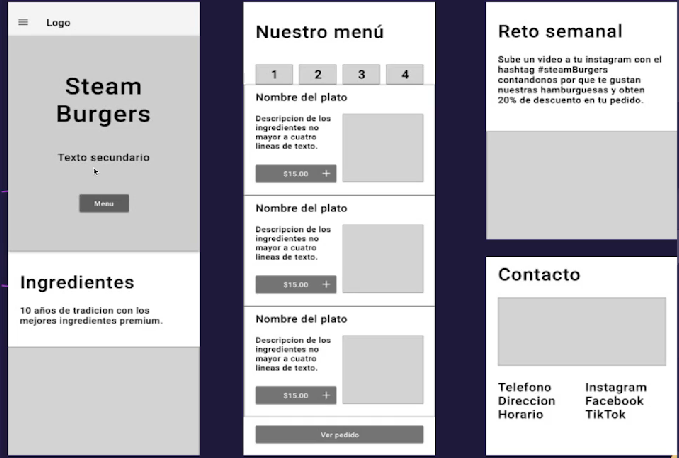 Logo
Steam
Burgers
Texto secundario
Menu
Ingredientes
10 años de tradicion con los
mejores ingredientes premium.
Nuestro menú
1 2 3 4
Nombre del plato
Descripcion de los
ingredientes no
mayor a cuatro
lineas de texto.
$15.00 +
Nombre del plato
Descripcion de los
ingredientes no
mayor a cuatro
lineas de texto.
$15.00 +
Nombre del plato
Descripcion de los
ingredientes no
mayor a cuatro
lineas de texto.
$15.00 +
Ver pedido
Reto semanal
Sube un video a tu instagram con el
hashtag #steamBurgers
contandonos por que te gustan
nuestras hamburguesas y obten
20% de descuento en tu pedido.
Contacto
Telefono Instagram
Direccion Facebook
Horario TikTok